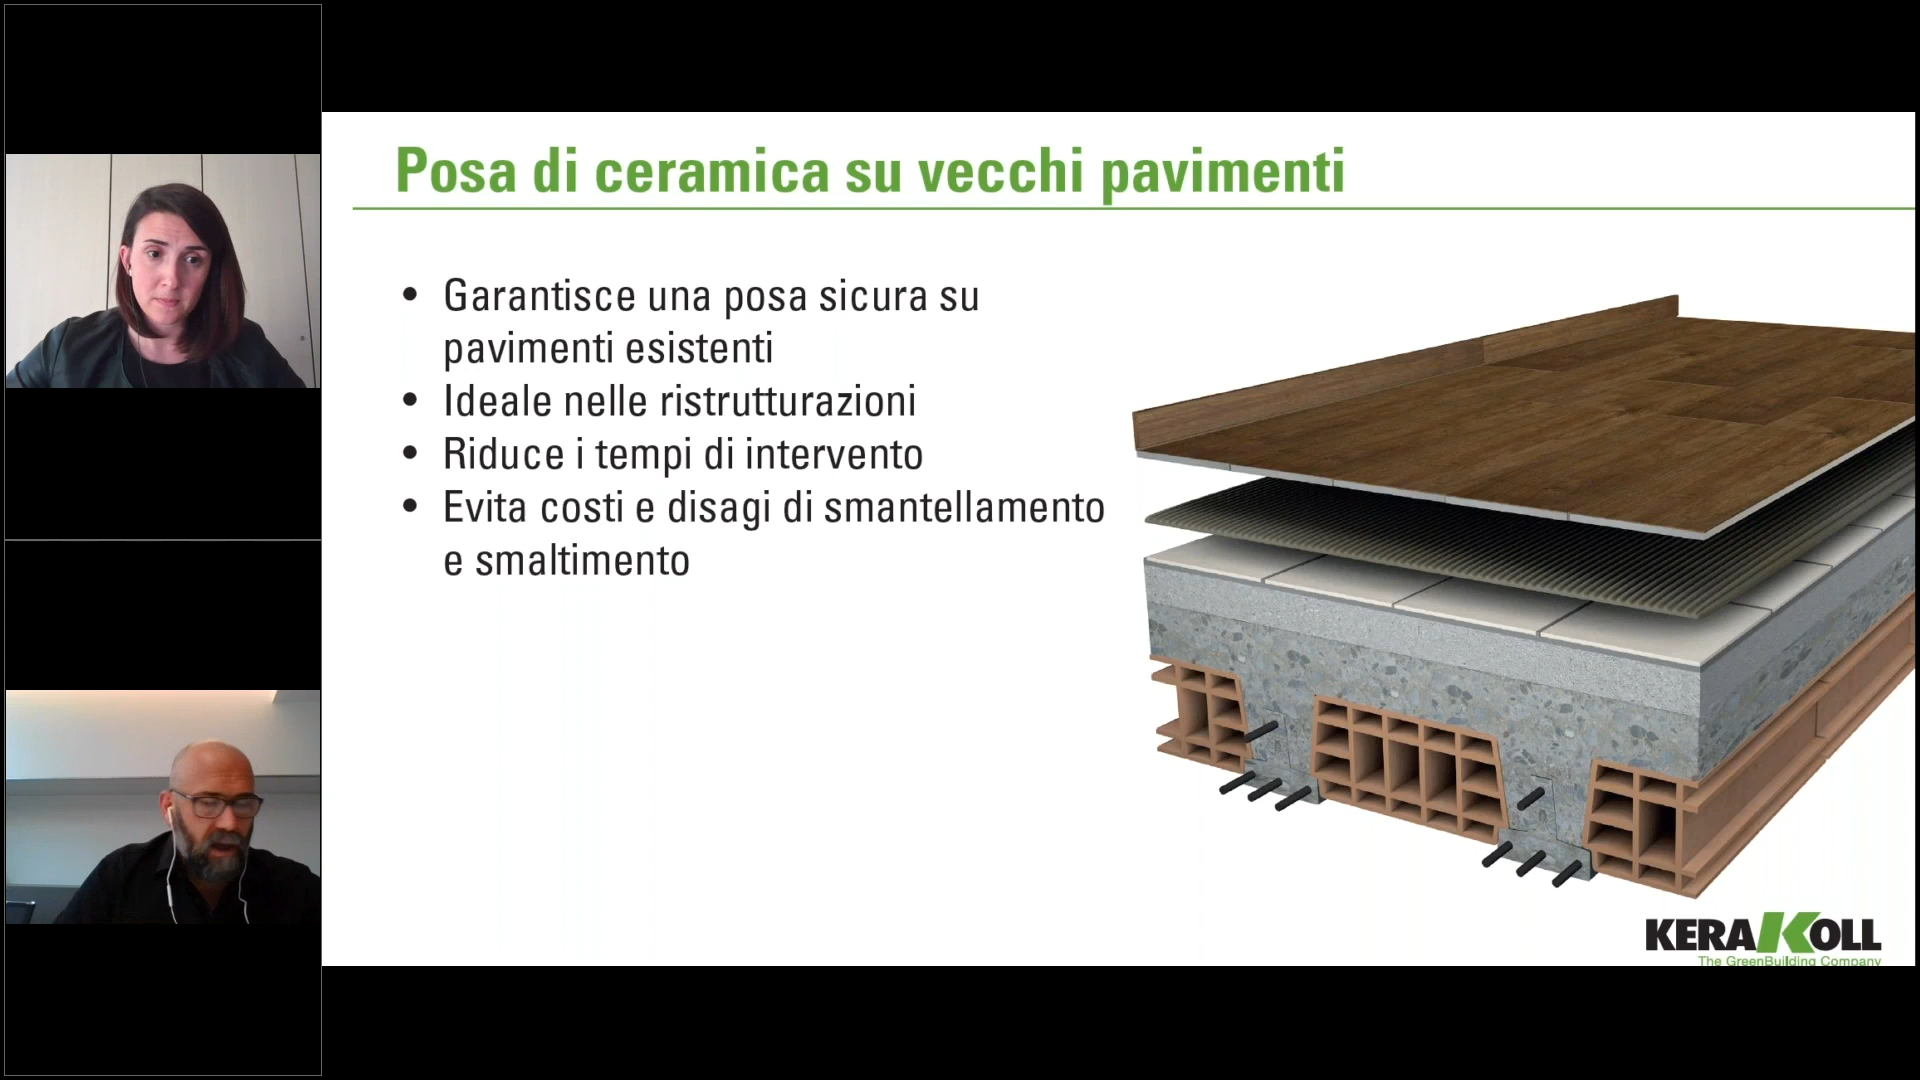 Posa di ceramica su vecchi pavimenti
• Garantisce una posa sicura su
pavimenti esistenti
• Ideale nelle ristrutturazioni
• Riduce i tempi di intervento
• Evita costi e disagi di smantellamento
e smaltimento
KERAKOLL
The GreenBuilding Company